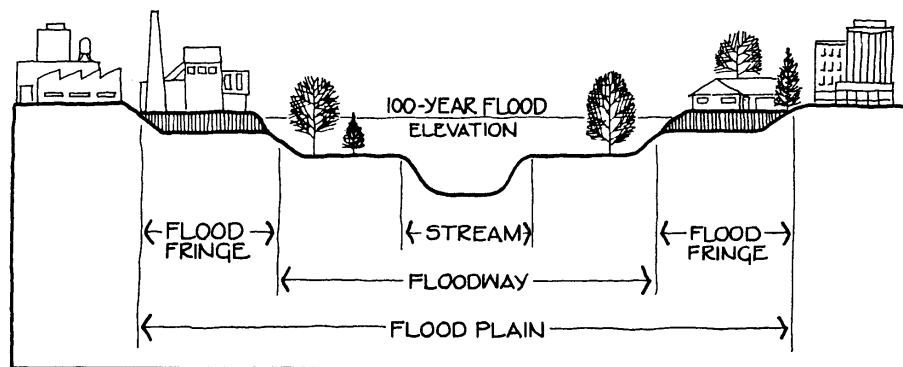 100-YEAR FLOOD
ELEVATION
FLOOD
FRINGE
STREAM
FLOOD
FRINGE
FLOODWAY
FLOOD PLAIN